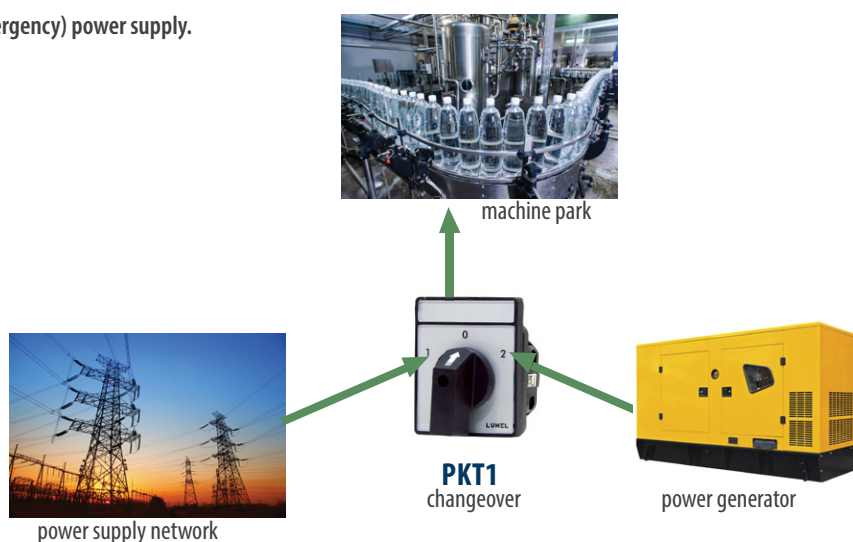 ergency) power supply.
machine park
0
1
2
LUMEL
PKT1
changeover
power generator
power supply network